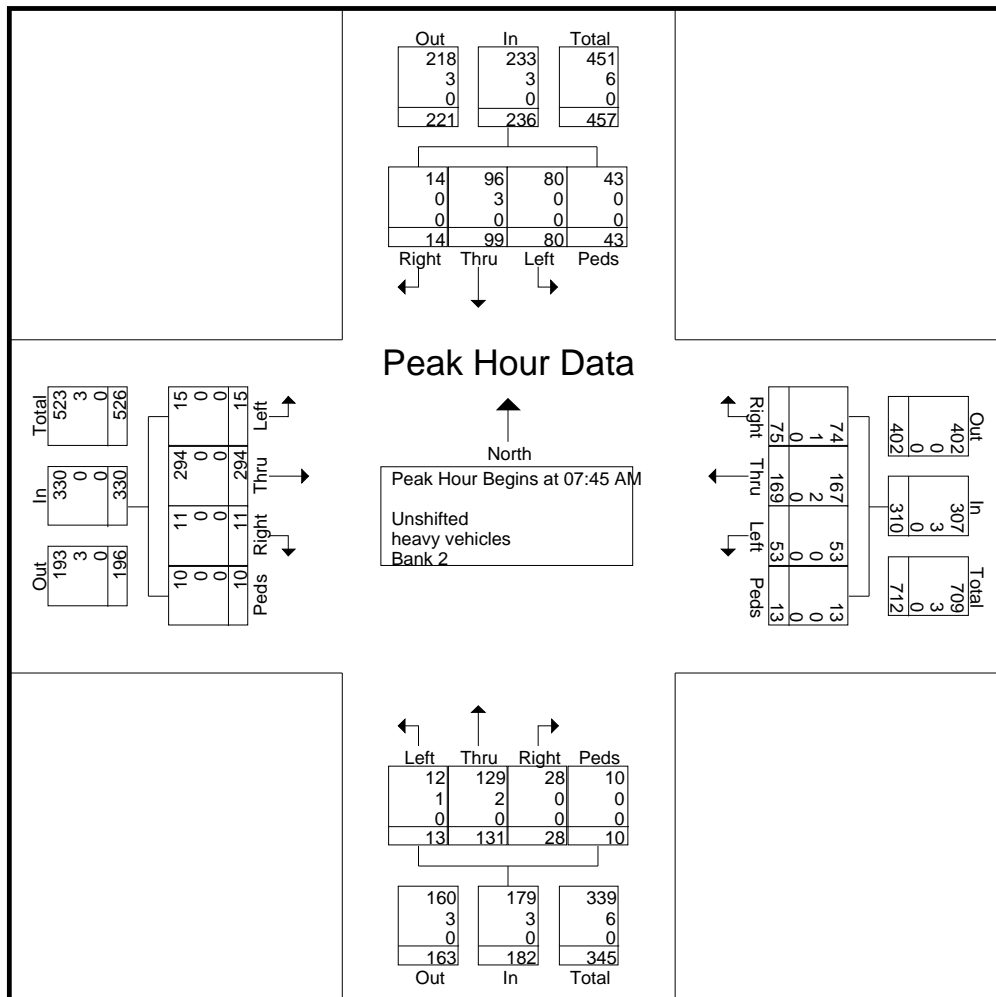 Out In Total
218 233 451
3 3 6
0 0 0
221 236 457
14 96 80 43
0 3 0 0
0 0 0 0
14 99 80 43
Right Thru Left Peds
Peak Hour Data
North
Peak Hour Begins at 07:45 AM
Unshifted
heavy vehicles
Bank 2
Total
523 3 0 526
In
330 0 0 330
Out
193 3 0 196
15 0 0 15
Left
294 0 0 294
Thru
11 0 0 11
Right
10 0 0 10
Peds
Right
74 1 0 75
Thru
167 2 0 169
Left
53 0 0 53
Peds
13 0 0 13
Out
402 0 0 402
In
307 3 0 310
Total
709 3 0 712
Left Thru Right Peds
12 129 28 10
1 2 0 0
0 0 0 0
13 131 28 10
160 179 339
3 3 6
0 0 0
163 182 345
Out In Total